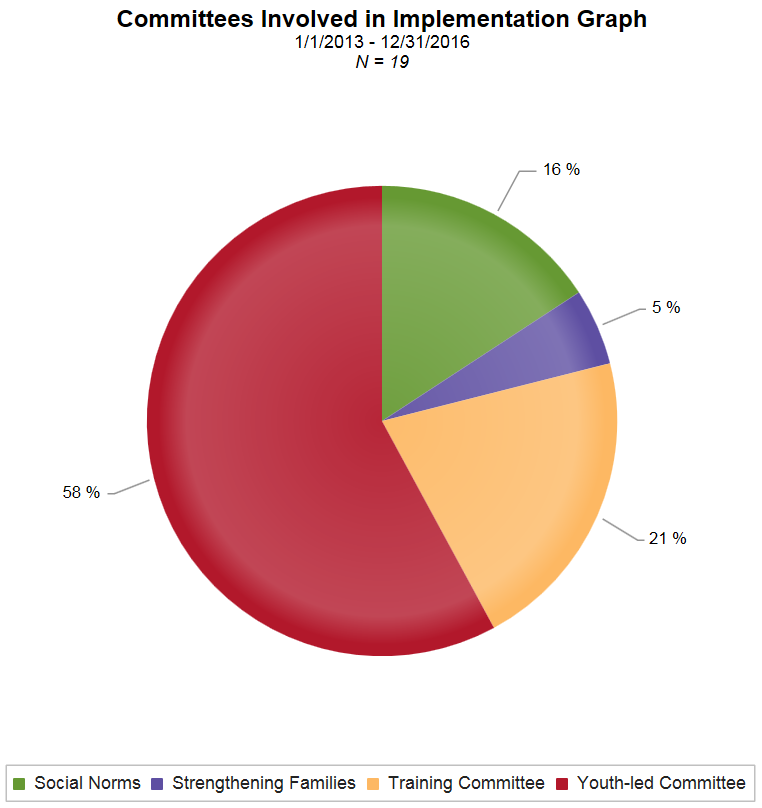 Committees Involved in Implementation Graph
1/1/2013 - 12/31/2016
N = 19
16 %
5 %
58 %
21 %
Social Norms Strengthening Families Training Committee Youth-led Committee